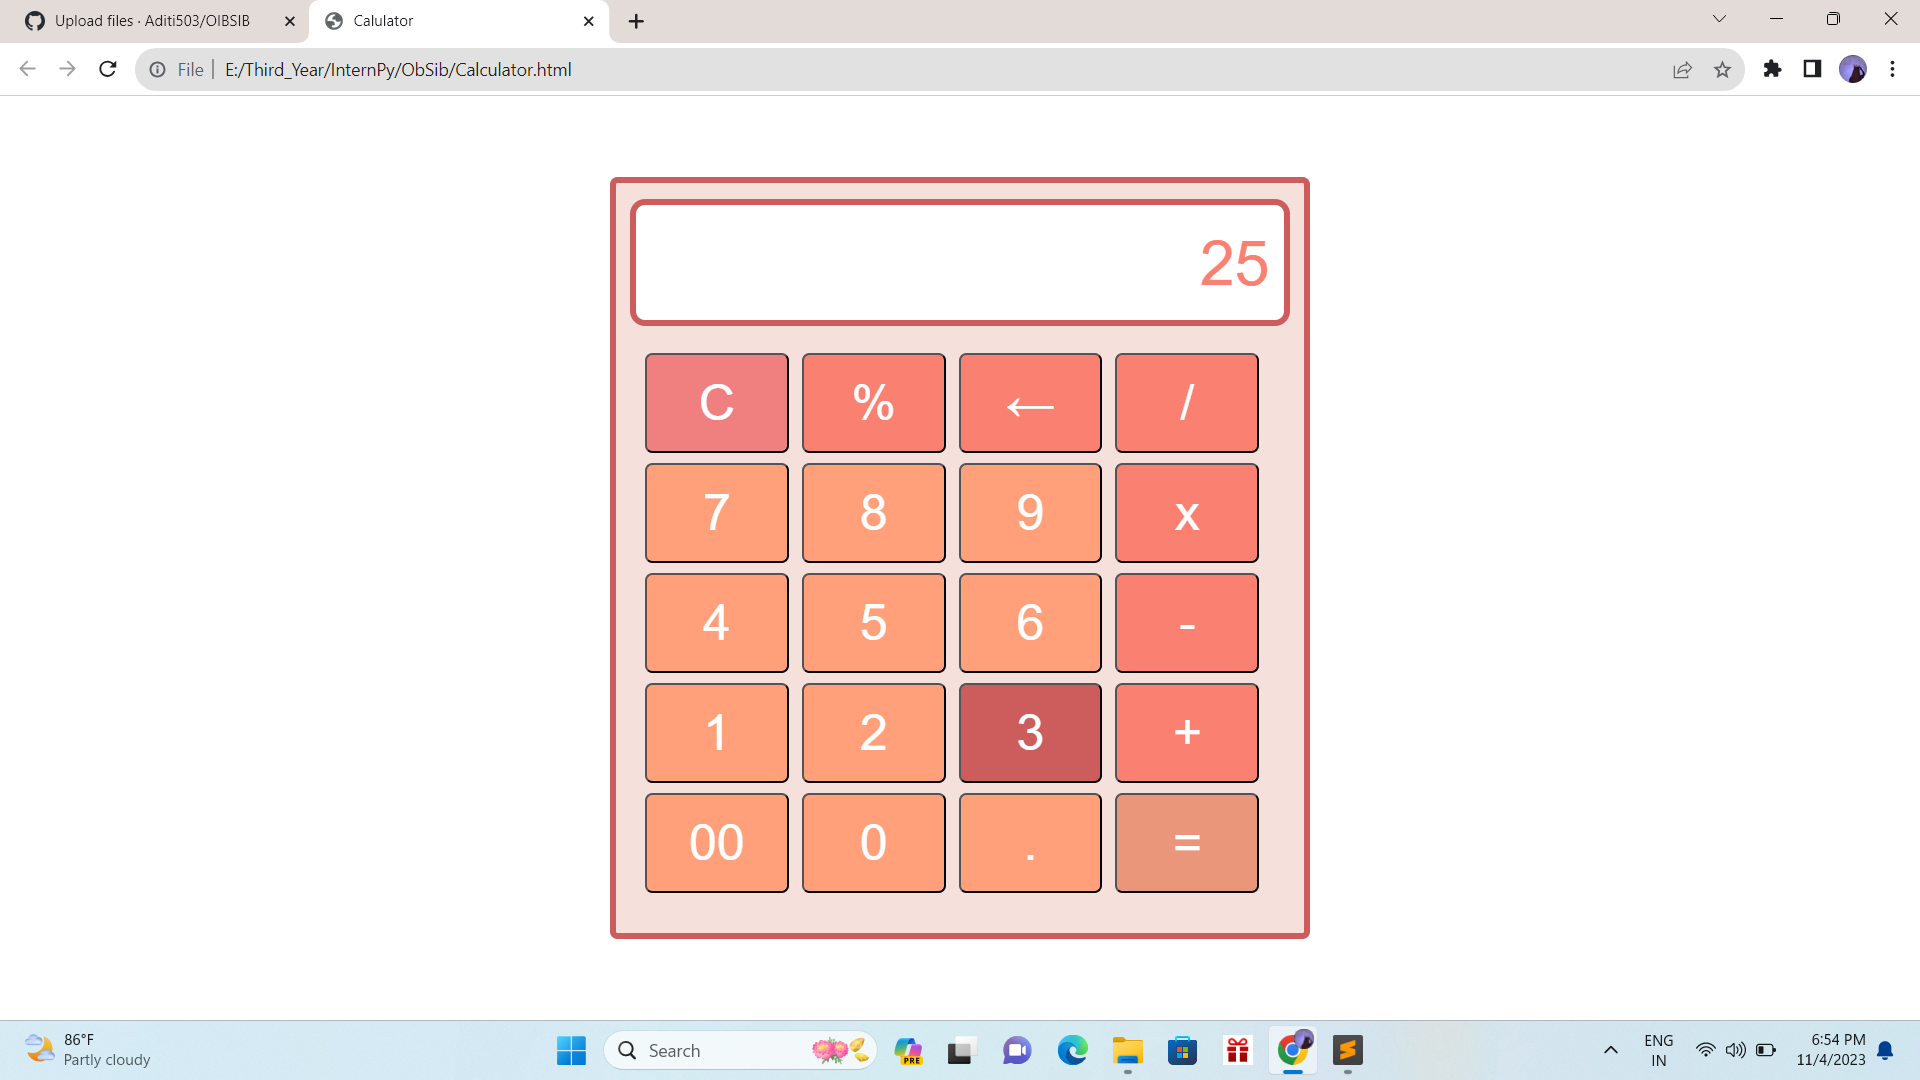 Upload files · Aditi503/OIBSIB
Calulator
File
E:/Third_Year/InternPy/ObSib/Calculator.html
25
C % ← /
7 8 9 x
4 5 6 -
1 2 3 +
00 0 . =
86°F
Partly cloudy
Search
PRE
ENG
IN
6:54 PM
11/4/2023